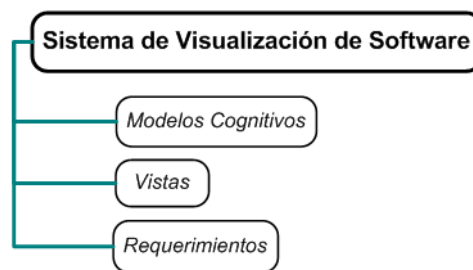 Sistema de Visualización de Software
Modelos Cognitivos
Vistas
Requerimientos